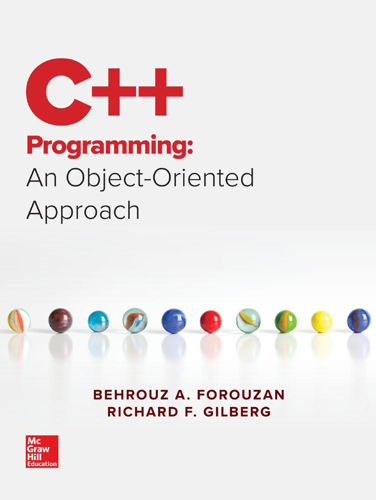 C++
Programming:
An Object-Oriented
Approach
BEHROUZ A. FOROUZAN
RICHARD F. GILBERG
Mc
Graw
Hill
Education